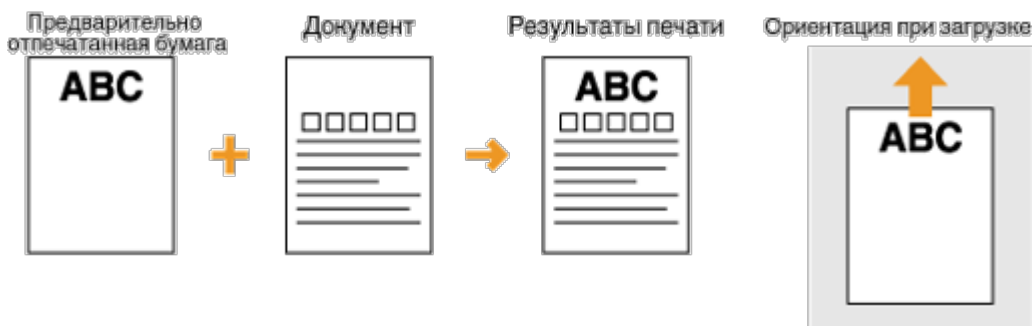 Предварительно
отпечатанная бумага
Документ
Результаты печати
Ориентация при загрузке
ABC
ABC
ABC